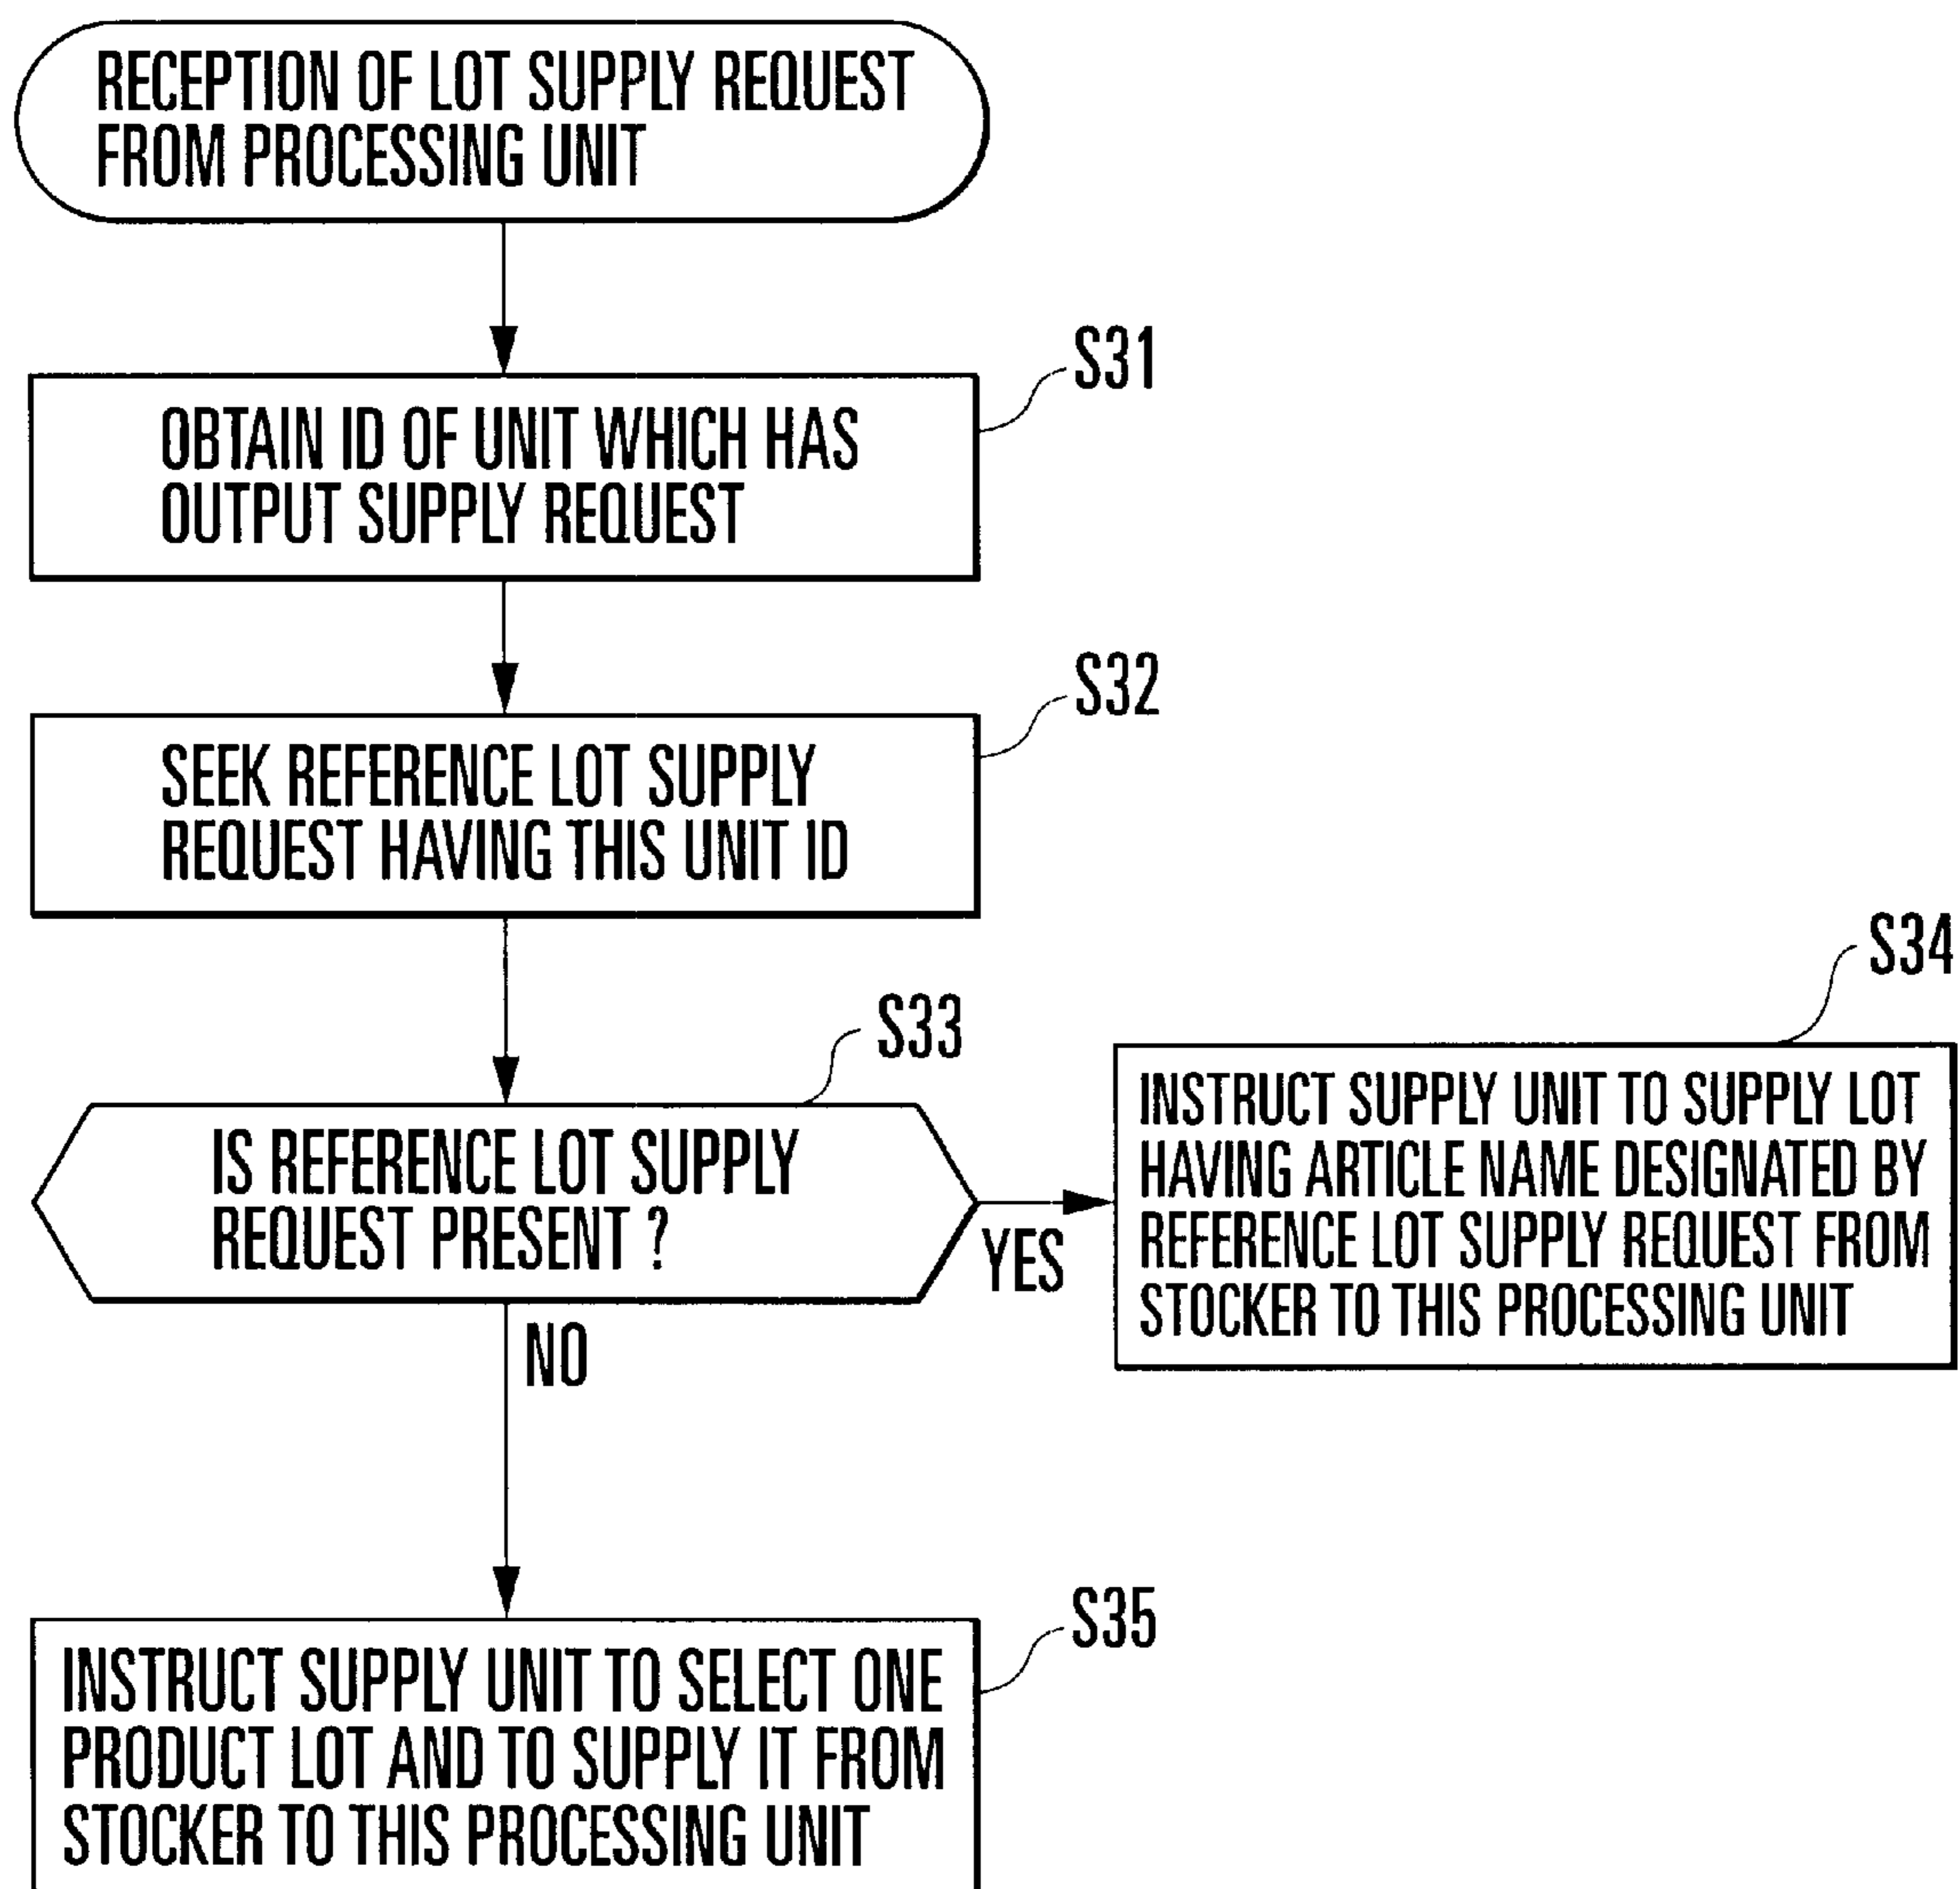 RECEPTION OF LOT SUPPLY REQUEST
FROM PROCESSING UNIT
S31
OBTAIN ID OF UNIT WHICH HAS
OUTPUT SUPPLY REQUEST
S32
SEEK REFERENCE LOT SUPPLY
REQUEST HAVING THIS UNIT ID
S33
IS REFERENCE LOT SUPPLY
REQUEST PRESENT ?
YES
S34
INSTRUCT SUPPLY UNIT TO SUPPLY LOT
HAVING ARTICLE NAME DESIGNATED BY
REFERENCE LOT SUPPLY REQUEST FROM
STOCKER TO THIS PROCESSING UNIT
NO
S35
INSTRUCT SUPPLY UNIT TO SELECT ONE
PRODUCT LOT AND TO SUPPLY IT FROM
STOCKER TO THIS PROCESSING UNIT